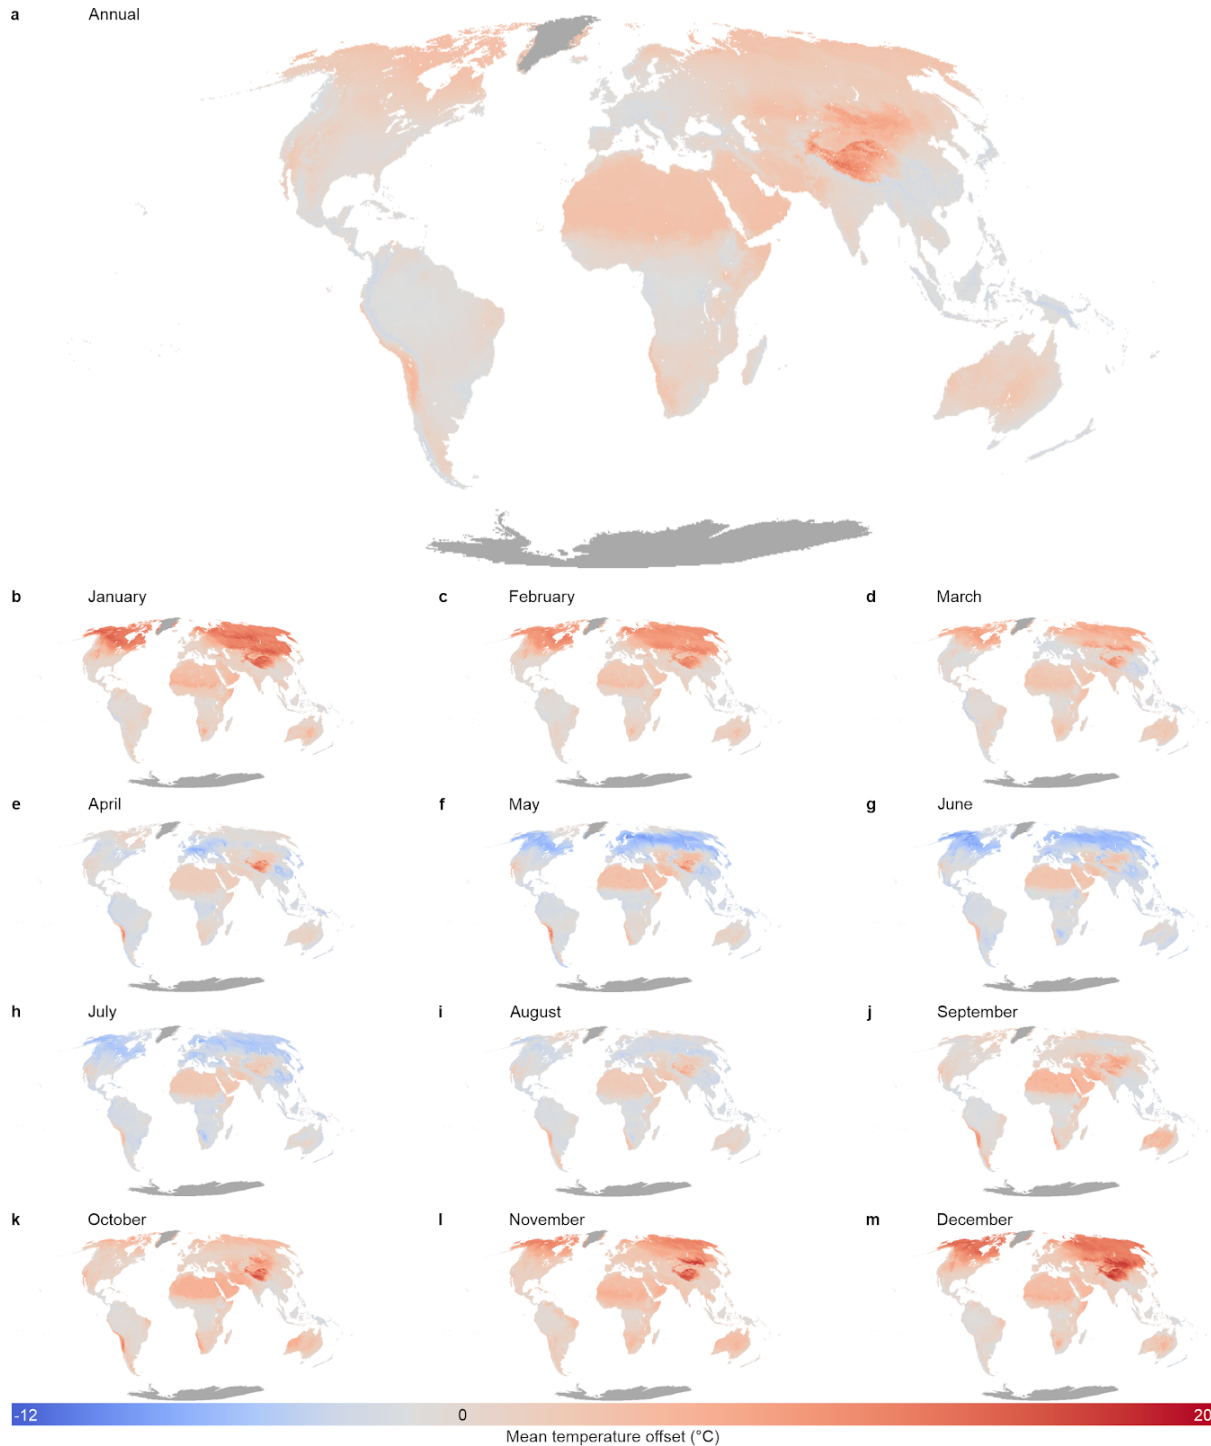 a Annual
b January
c February
d March
e April
f May
g June
h July
i August
j September
k October
l November
m December
-12 0 20
Mean temperature offset (°C)